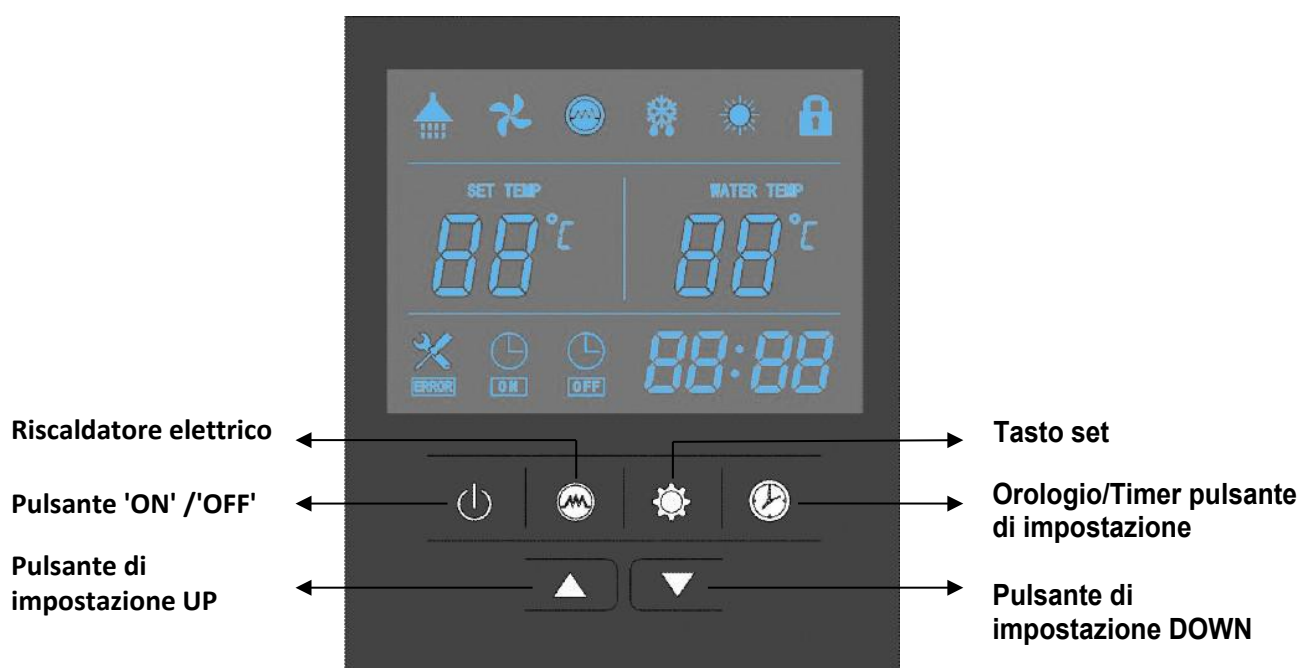 SET TEMP
WATER TEMP
88°C
88°C
ERROR
ON
OFF
88:88
Riscaldatore elettrico
Tasto set
Pulsante 'ON' /'OFF'
Orologio/Timer pulsante
di impostazione
Pulsante di
impostazione UP
Pulsante di
impostazione DOWN